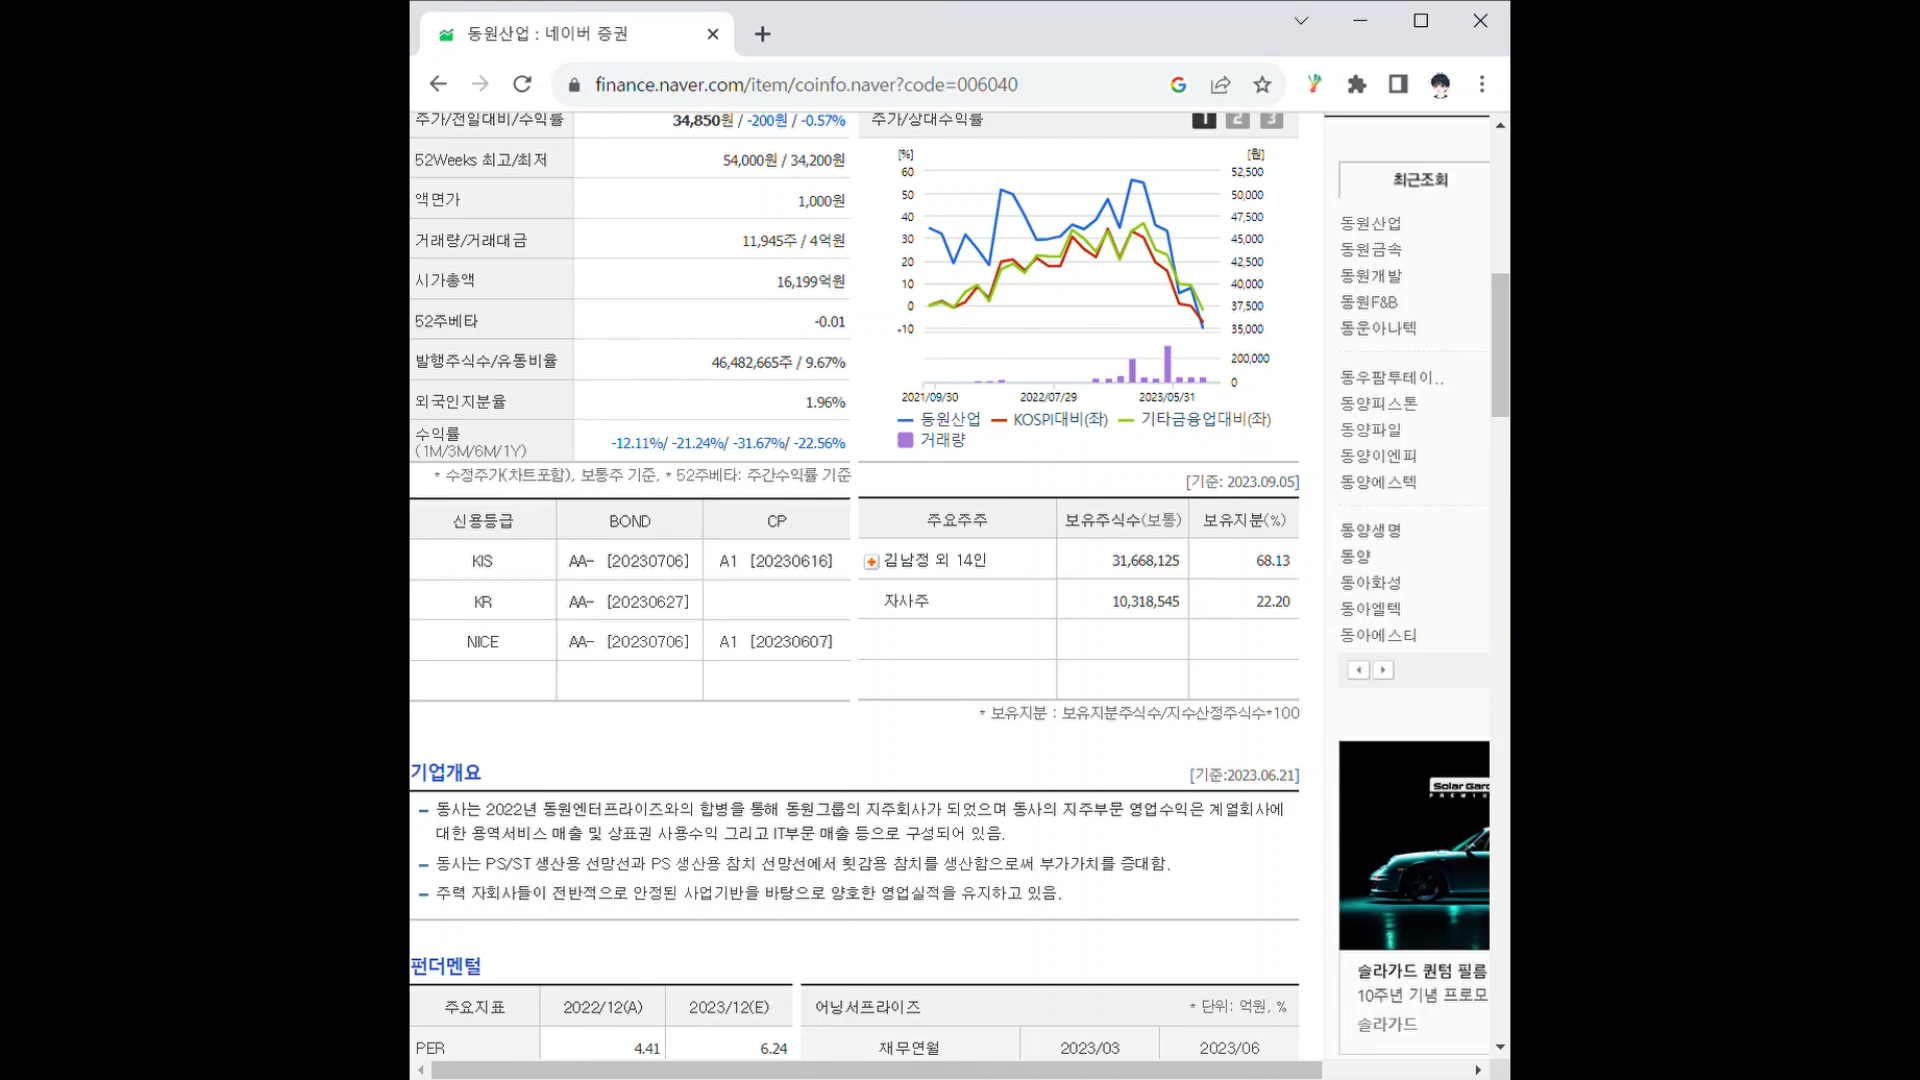 동원산업 : 네이버 증권
finance.naver.com/item/coinfo.naver?code=006040
주가/전일대비/수익률 34,850원 / -200원 / -0.57%
52Weeks 최고/최저 54,000원 / 34,200원
액면가 1,000원
거래량/거래대금 11,945주 / 4억원
시가총액 16,199억원
52주베타 -0.01
발행주식수/유동비율 46,482,665주 / 9.67%
외국인지분율 1.96%
수익률
(1M/3M/6M/1Y) -12.11%/ -21.24%/ -31.67%/ -22.56%
* 수정주가(차트포함), 보통주 기준, * 52주베타: 주간수익률 기준
주가/상대수익률 1 2 3
[%] [원]
60 52,500
50 50,000
40 47,500
30 45,000
20 42,500
10 40,000
0 37,500
-10 35,000
200,000
0
2021/09/30 2022/07/29 2023/05/31
동원산업 KOSPI대비(좌) 기타금융업대비(좌)
거래량
[기준: 2023.09.05]
신용등급 BOND CP
KIS AA- [20230706] A1 [20230616]
KR AA- [20230627]
NICE AA- [20230706] A1 [20230607]
주요주주 보유주식수(보통) 보유지분(%)
김남정 외 14인 31,668,125 68.13
자사주 10,318,545 22.20
* 보유지분 : 보유지분주식수/지수산정주식수*100
기업개요 [기준:2023.06.21]
동사는 2022년 동원엔터프라이즈와의 합병을 통해 동원그룹의 지주회사가 되었으며 동사의 지주부문 영업수익은 계열회사에
대한 용역서비스 매출 및 상표권 사용수익 그리고 IT부문 매출 등으로 구성되어 있음.
동사는 PS/ST 생산용 선망선과 PS 생산용 참치 선망선에서 횟감용 참치를 생산함으로써 부가가치를 증대함.
주력 자회사들이 전반적으로 안정된 사업기반을 바탕으로 양호한 영업실적을 유지하고 있음.
펀더멘털
주요지표 2022/12(A) 2023/12(E)
PER 4.41 6.24
어닝서프라이즈 * 단위: 억원, %
재무연월 2023/03 2023/06
최근조회
동원산업
동원금속
동원개발
동원F&B
동운아나텍
동우팜투테이..
동양피스톤
동양파일
동양이엔피
동양에스텍
동양생명
동양
동아화성
동아엘텍
동아에스티
Solar Gard
PREMIU
슬라가드 퀀텀 필름
10주년 기념 프로모
슬라가드